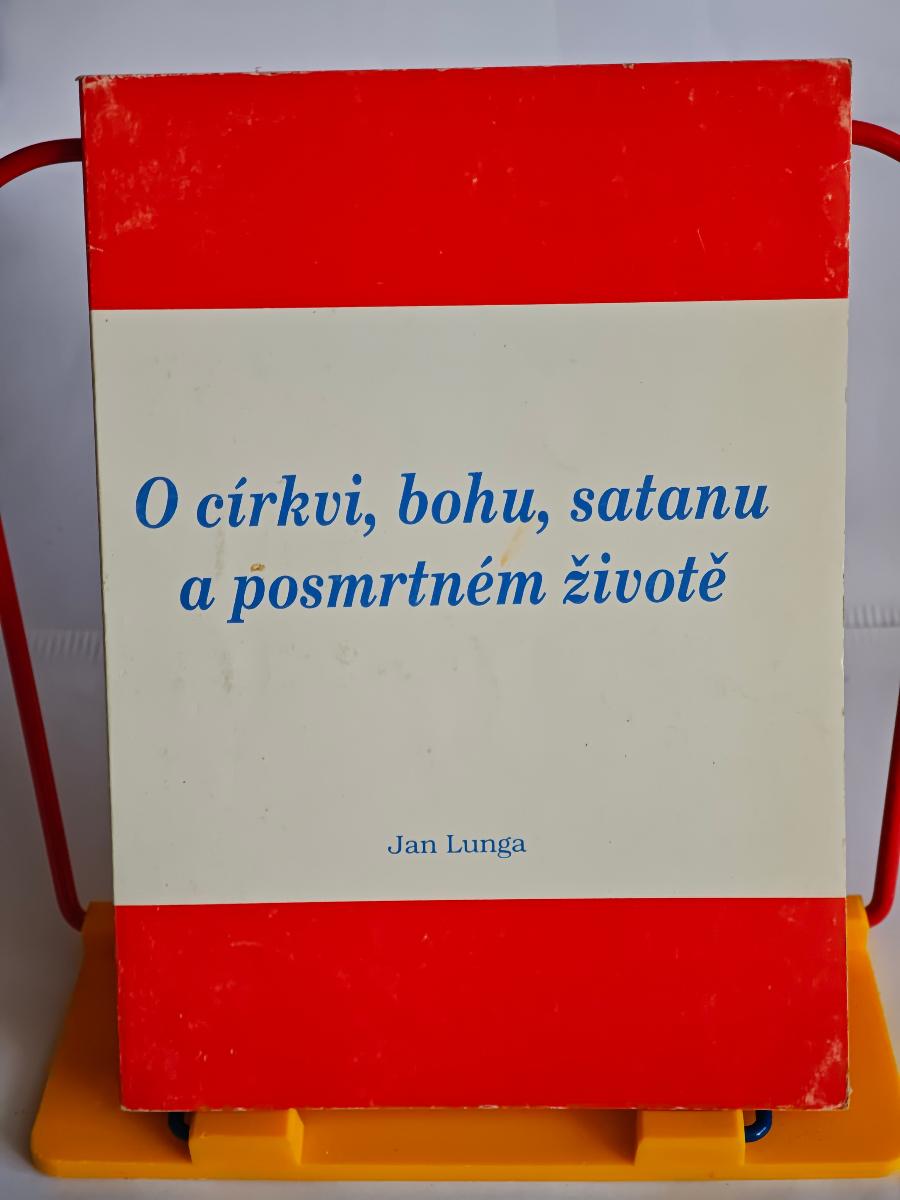 O církvi, bohu, satanu
a posmrtném životě
Jan Lunga